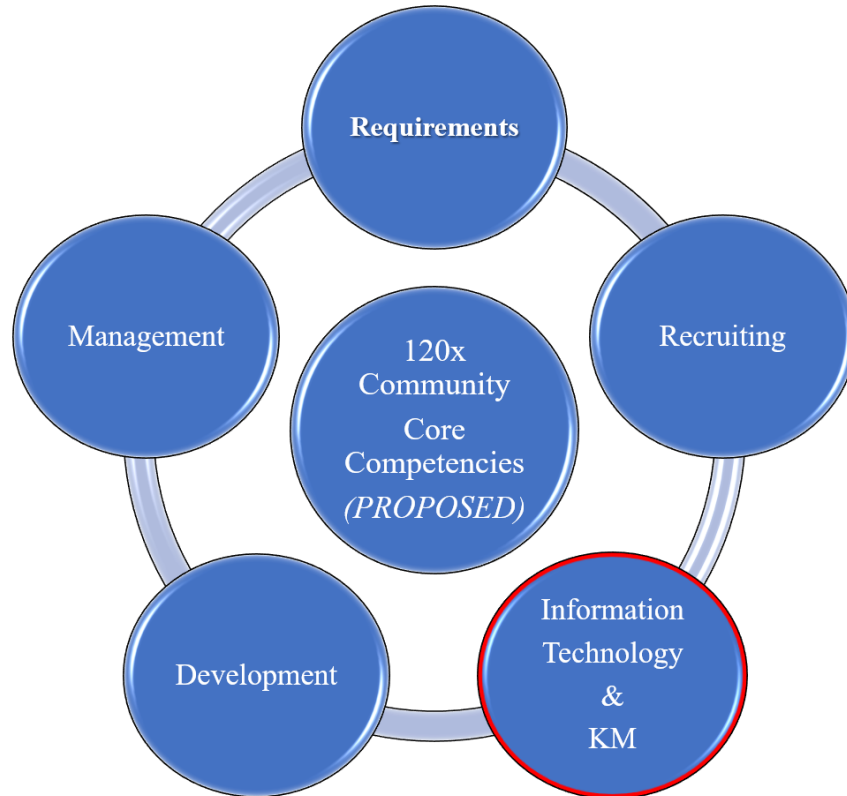 Requirements
Management
Recruiting
120x
Community
Core
Competencies
(PROPOSED)
Development
Information
Technology
&
KM